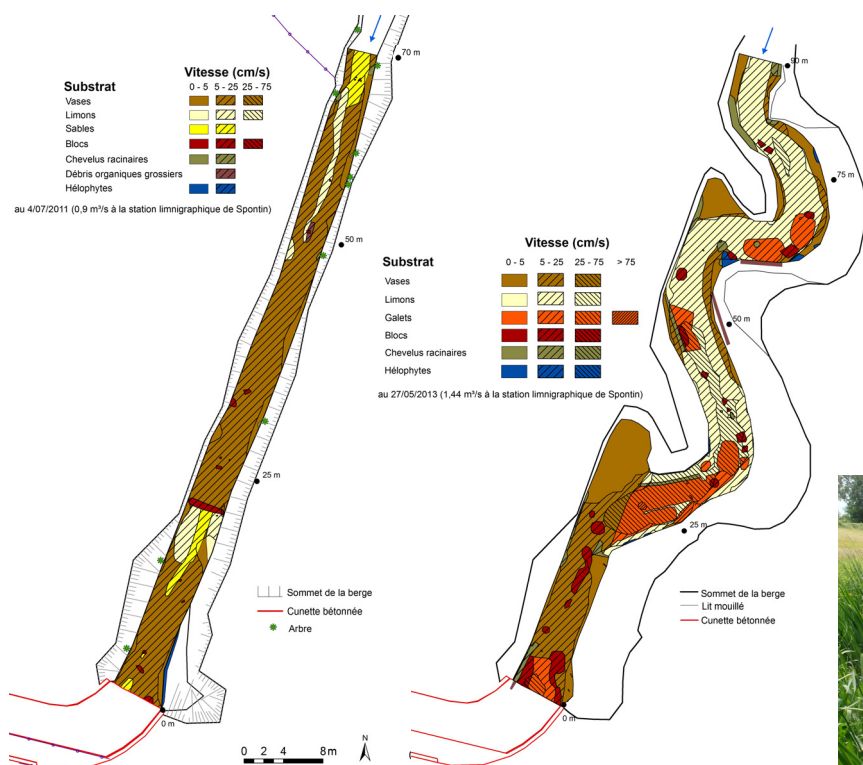 70 m
Substrat
Vitesse (cm/s)
0 - 5 5 - 25 25 - 75
Vases
Limons
Sables
Blocs
Chevelus racinaires
Débris organiques grossiers
Hélophytes
au 4/07/2011 (0,9 m³/s à la station limnigraphique de Spontin)
50 m
25 m
Sommet de la berge
Cunette bétonnée
Arbre
0 m
0 2 4 8 m
N
90 m
75 m
Substrat
Vitesse (cm/s)
0 - 5 5 - 25 25 - 75 > 75
Vases
Limons
Galets
Blocs
Chevelus racinaires
Hélophytes
au 27/05/2013 (1,44 m³/s à la station limnigraphique de Spontin)
50 m
25 m
Sommet de la berge
Lit mouillé
Cunette bétonnée
0 m